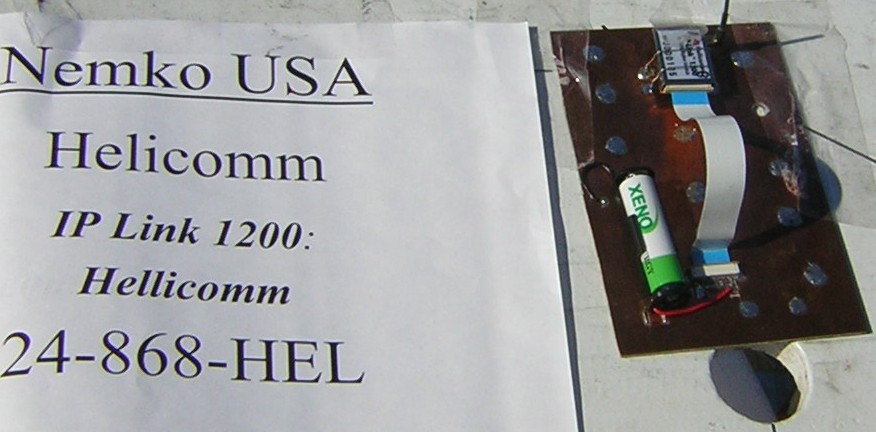 Nemko USA
Helicomm
IP Link 1200:
Hellicomm
24-868-HEL
XENO